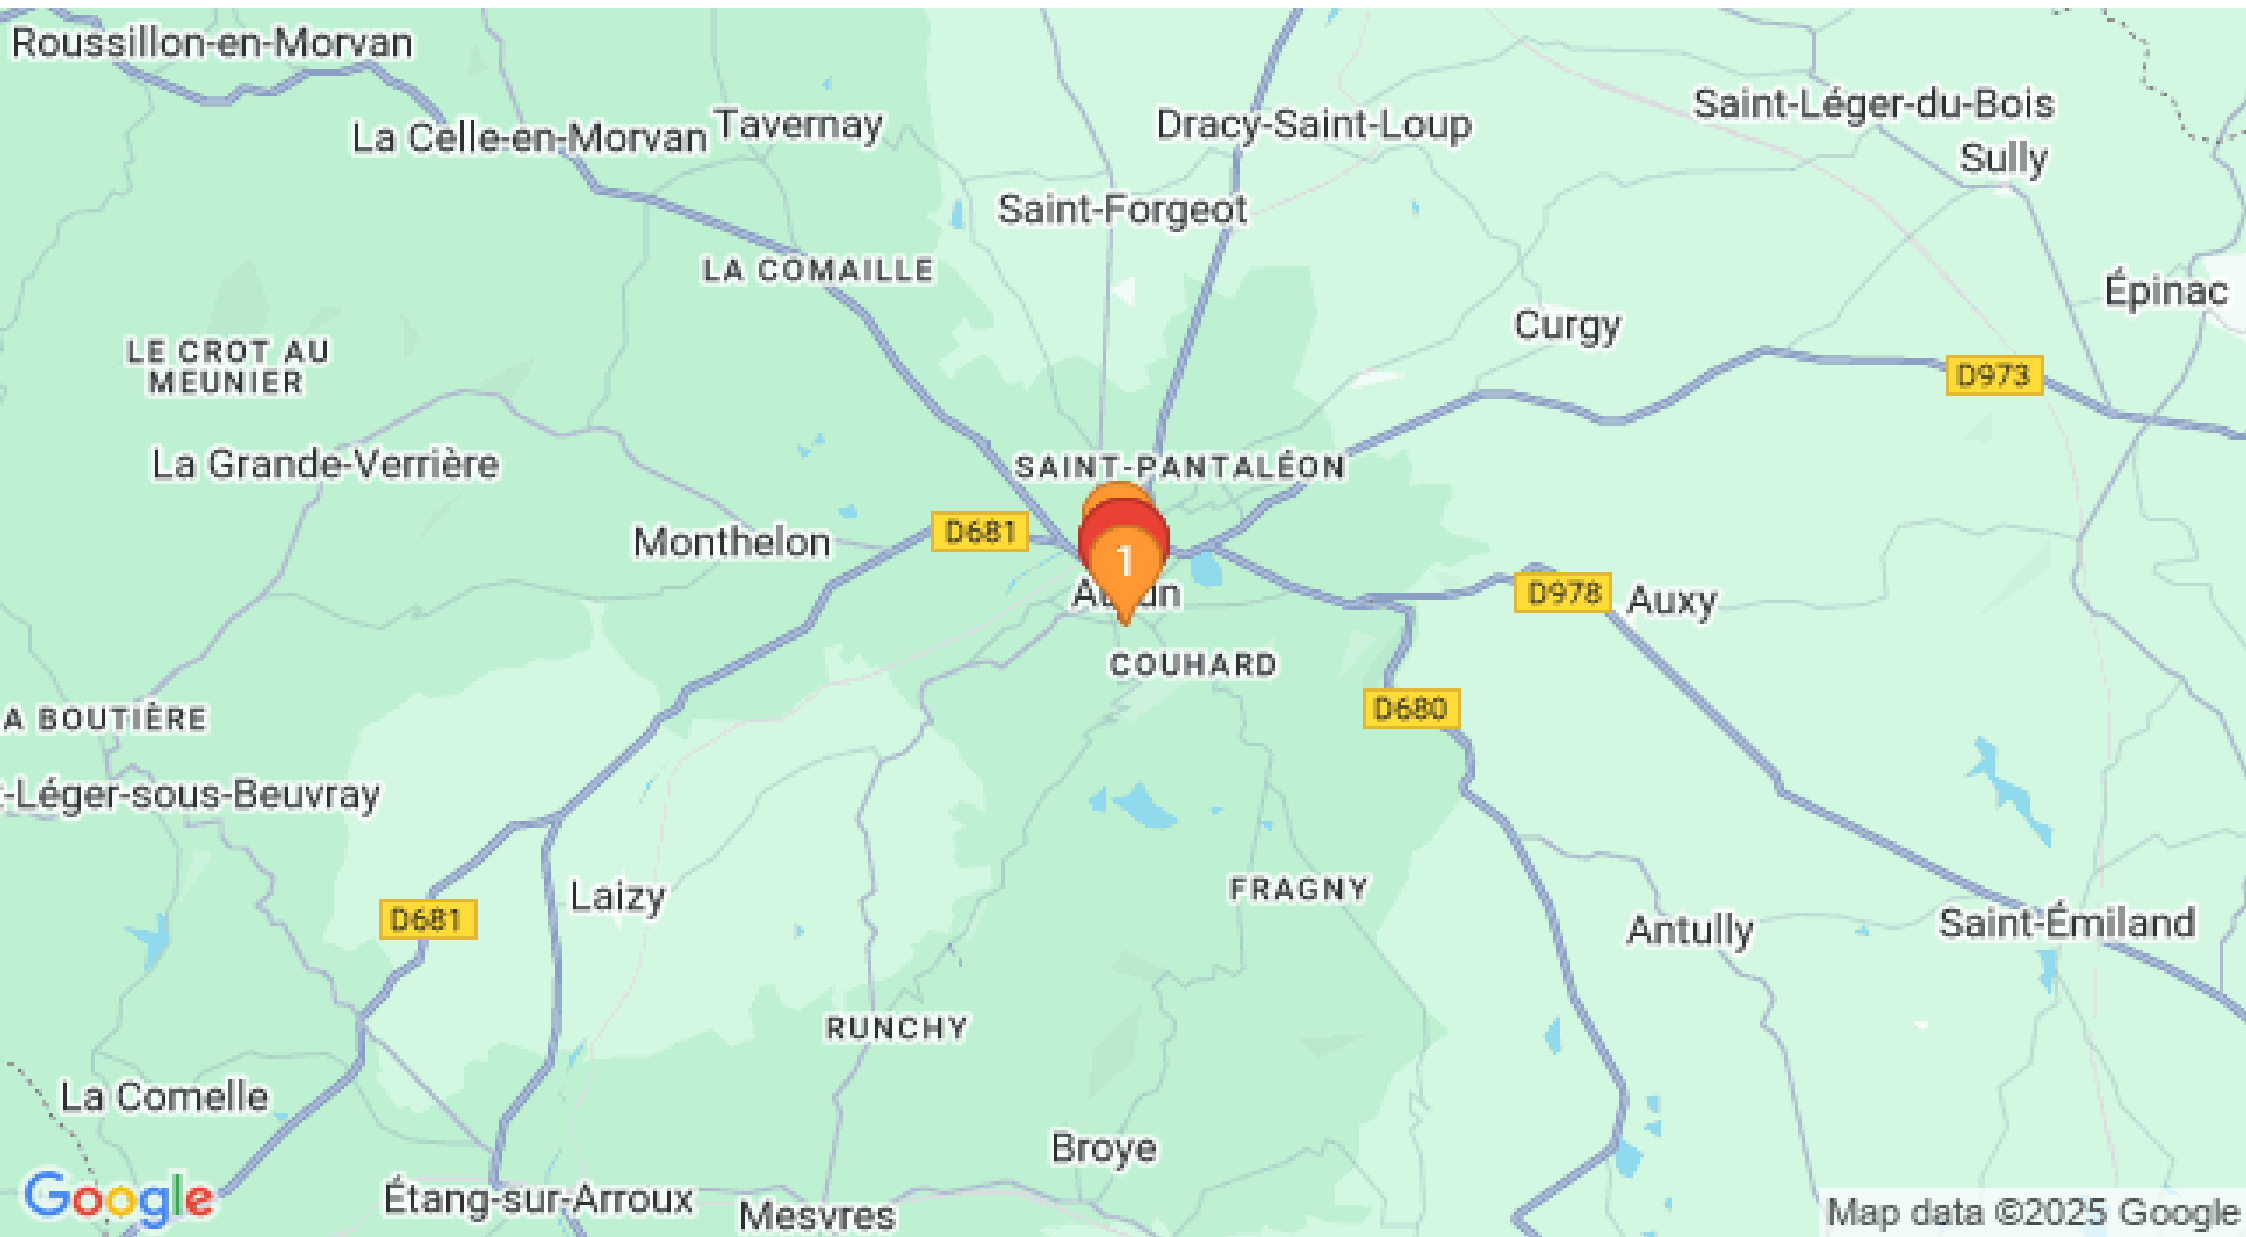 Roussillon-en-Morvan
Saint-Léger-du-Bois
La Celle-en-Morvan
Tavernay
Dracy-Saint-Loup
Sully
Saint-Forgeot
LA COMAILLE
Épinac
Curgy
LE CROT AU
MEUNIER
D973
La Grande-Verrière
SAINT-PANTALÉON
Monthelon
D681
1
D978
Auxy
COUHARD
D680
A BOUTIÈRE
-Léger-sous-Beuvray
Laizy
FRAGNY
D681
Antully
Saint-Émiland
RUNCHY
La Comelle
Broye
Étang-sur-Arroux
Mesvres
Google
Map data ©2025 Google